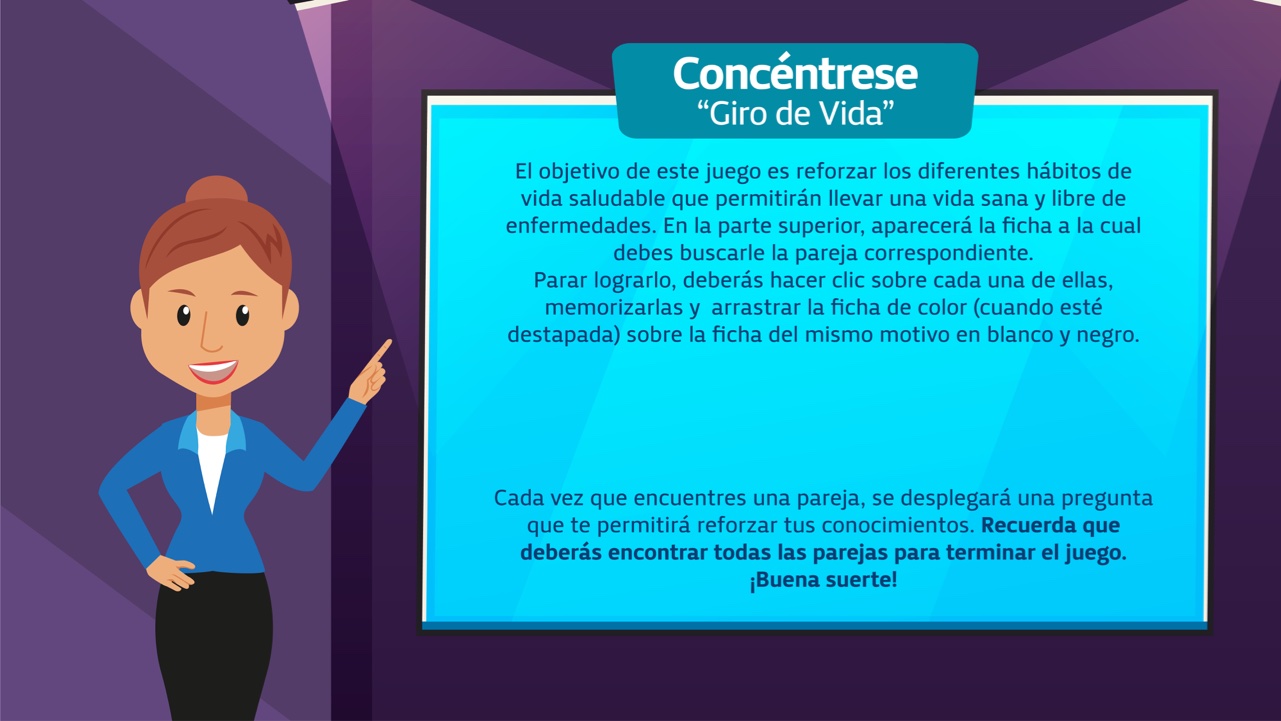 Concéntrese
“Giro de Vida”
El objetivo de este juego es reforzar los diferentes hábitos de
vida saludable que permitirán llevar una vida sana y libre de
enfermedades. En la parte superior, aparecerá la ficha a la cual
debes buscarle la pareja correspondiente.
Parar lograrlo, deberás hacer clic sobre cada una de ellas,
memorizarlas y  arrastrar la ficha de color (cuando esté
destapada) sobre la ficha del mismo motivo en blanco y negro.
Cada vez que encuentres una pareja, se desplegará una pregunta
que te permitirá reforzar tus conocimientos. Recuerda que
deberás encontrar todas las parejas para terminar el juego.
¡Buena suerte!